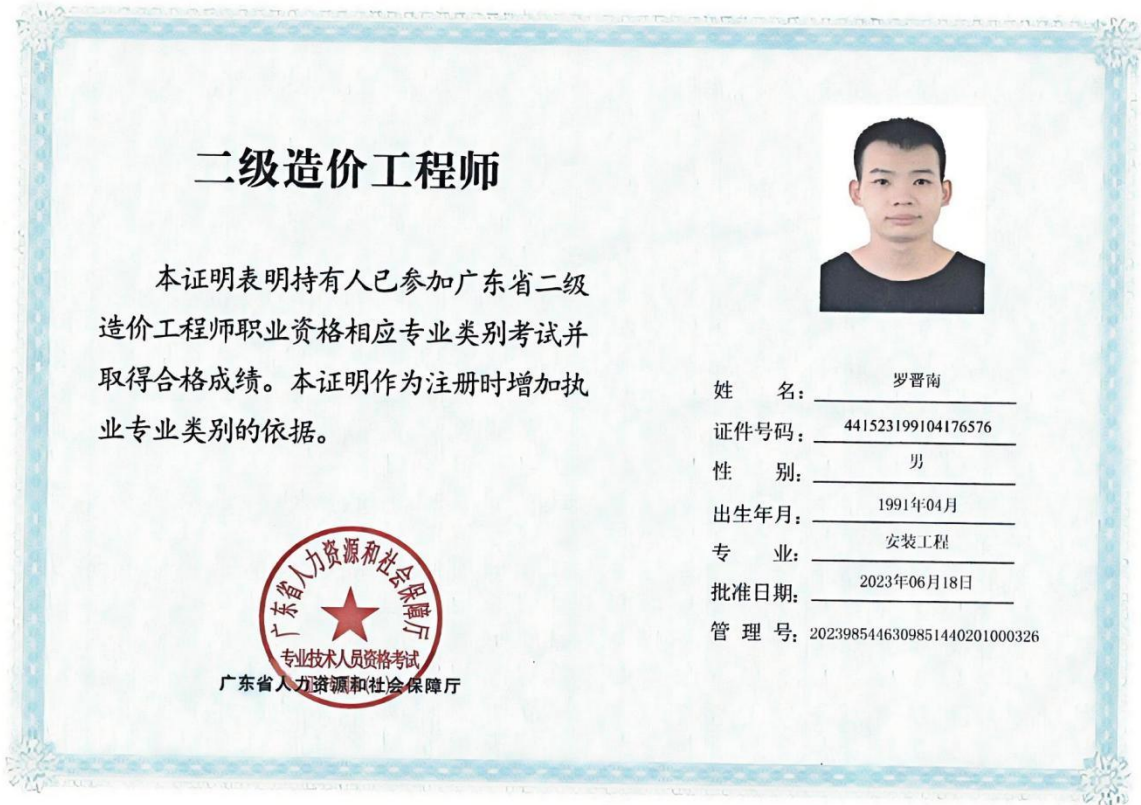 二级造价工程师
本证明表明持有人已参加广东省二级
造价工程师职业资格相应专业类别考试并
取得合格成绩。本证明作为注册时增加执
业专业类别的依据。
广东省人力资源和社会保障厅
专业技术人员资格考试
广东省人力资源和社会保障厅
姓 名：罗晋南
证件号码：441523199104176576
性 别：男
出生年月：1991年04月
专 业：安装工程
批准日期：2023年06月18日
管 理 号：20239854463098514402010​00326